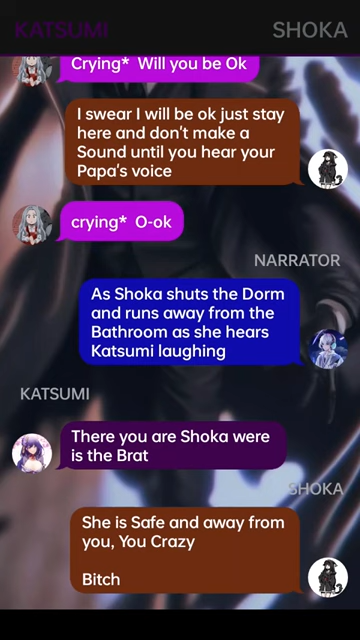 KATSUMI
SHOKA
Crying* Will you be Ok
I swear I will be ok just stay
here and don't make a
Sound until you hear your
Papa's voice
crying* O-ok
NARRATOR
As Shoka shuts the Dorm
and runs away from the
Bathroom as she hears
Katsumi laughing
KATSUMI
There you are Shoka were
is the Brat
SHOKA
She is Safe and away from
you, You Crazy
Bitch